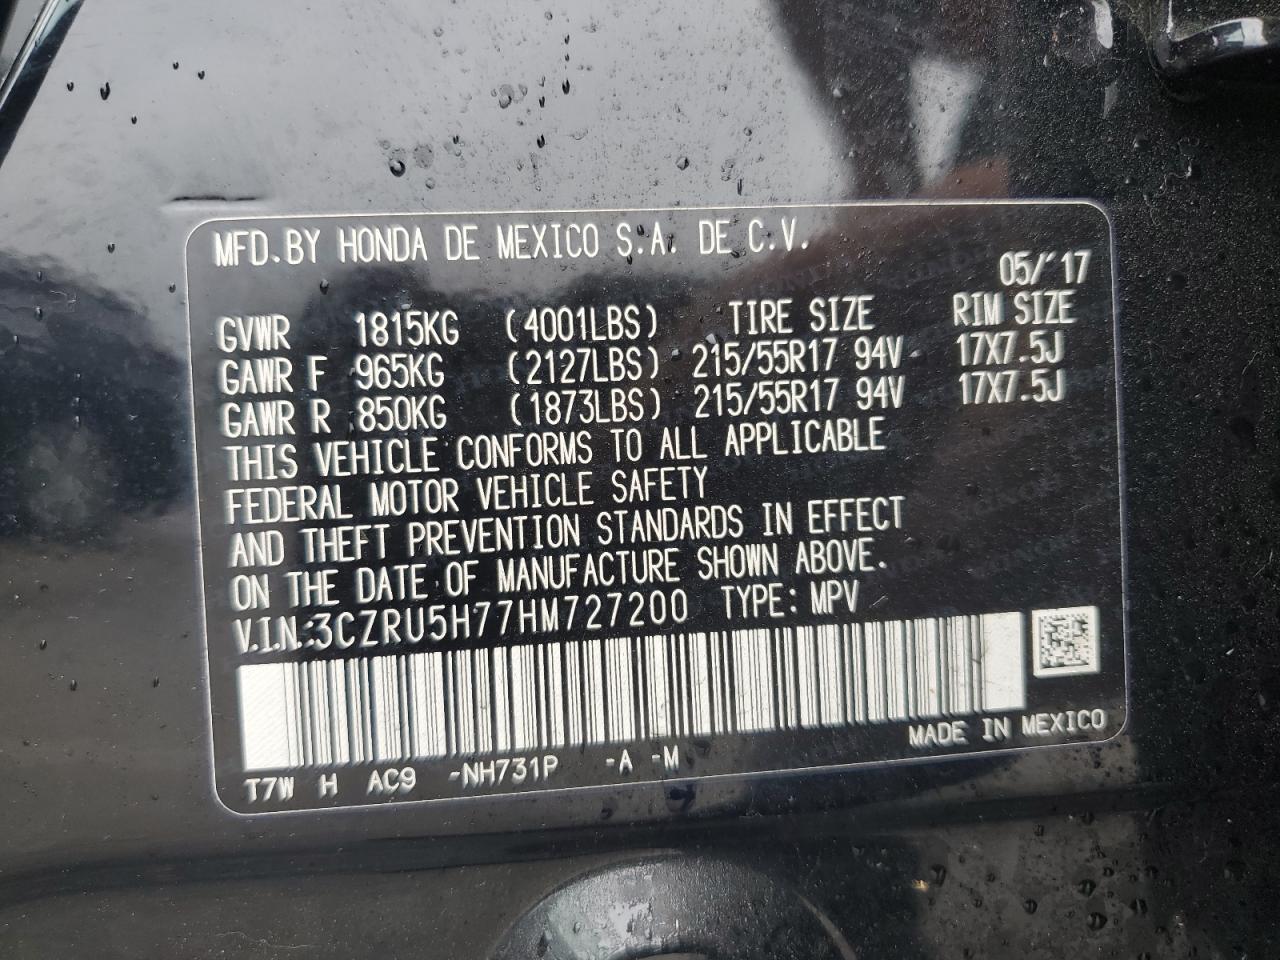 MFD.BY HONDA DE MEXICO S.A. DE C.V.
05/'17
GVWR 1815KG (4001LBS) TIRE SIZE RIM SIZE
GAWR F 965KG (2127LBS) 215/55R17 94V 17X7.5J
GAWR R 850KG (1873LBS) 215/55R17 94V 17X7.5J
THIS VEHICLE CONFORMS TO ALL APPLICABLE
FEDERAL MOTOR VEHICLE SAFETY
AND THEFT PREVENTION STANDARDS IN EFFECT
ON THE DATE OF MANUFACTURE SHOWN ABOVE.
V.I.N.:3CZRU5H77HM727200 TYPE: MPV
MADE IN MEXICO
T7W H AC9 -NH731P -A -M